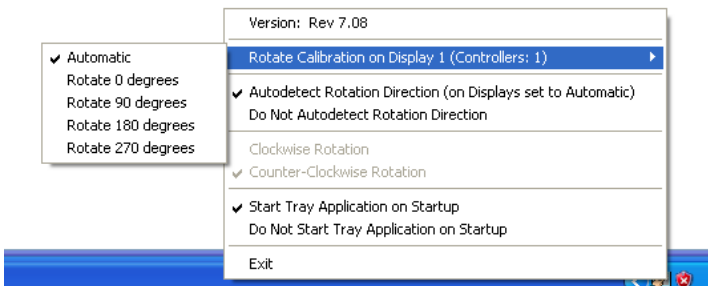 Version: Rev 7.08
Rotate Calibration on Display 1 (Controllers: 1)
Automatic
Rotate 0 degrees
Rotate 90 degrees
Rotate 180 degrees
Rotate 270 degrees
Autodetect Rotation Direction (on Displays set to Automatic)
Do Not Autodetect Rotation Direction
Clockwise Rotation
Counter-Clockwise Rotation
Start Tray Application on Startup
Do Not Start Tray Application on Startup
Exit